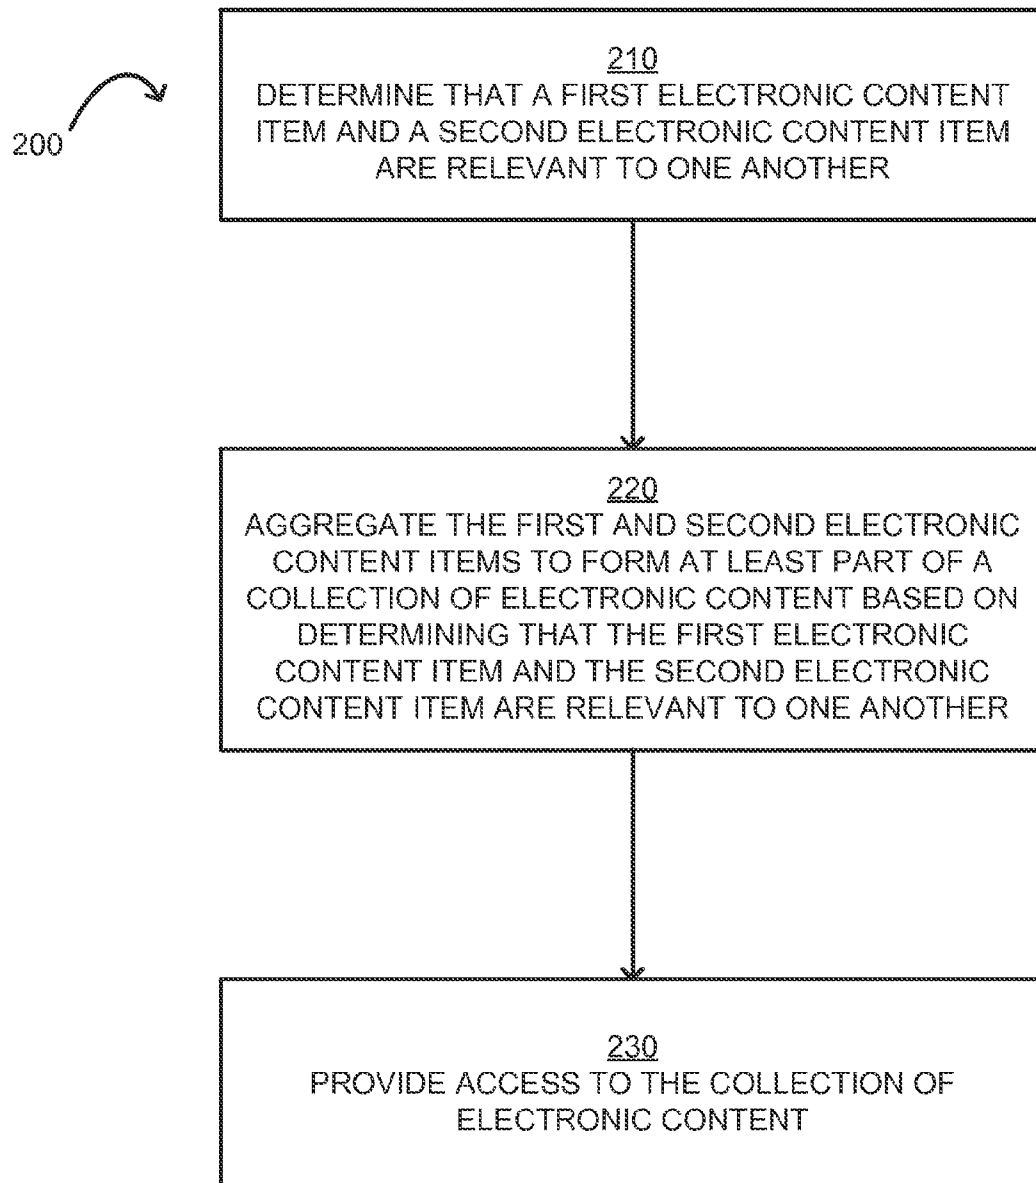 210
DETERMINE THAT A FIRST ELECTRONIC CONTENT
ITEM AND A SECOND ELECTRONIC CONTENT ITEM
ARE RELEVANT TO ONE ANOTHER
200
220
AGGREGATE THE FIRST AND SECOND ELECTRONIC
CONTENT ITEMS TO FORM AT LEAST PART OF A
COLLECTION OF ELECTRONIC CONTENT BASED ON
DETERMINING THAT THE FIRST ELECTRONIC
CONTENT ITEM AND THE SECOND ELECTRONIC
CONTENT ITEM ARE RELEVANT TO ONE ANOTHER
230
PROVIDE ACCESS TO THE COLLECTION OF
ELECTRONIC CONTENT